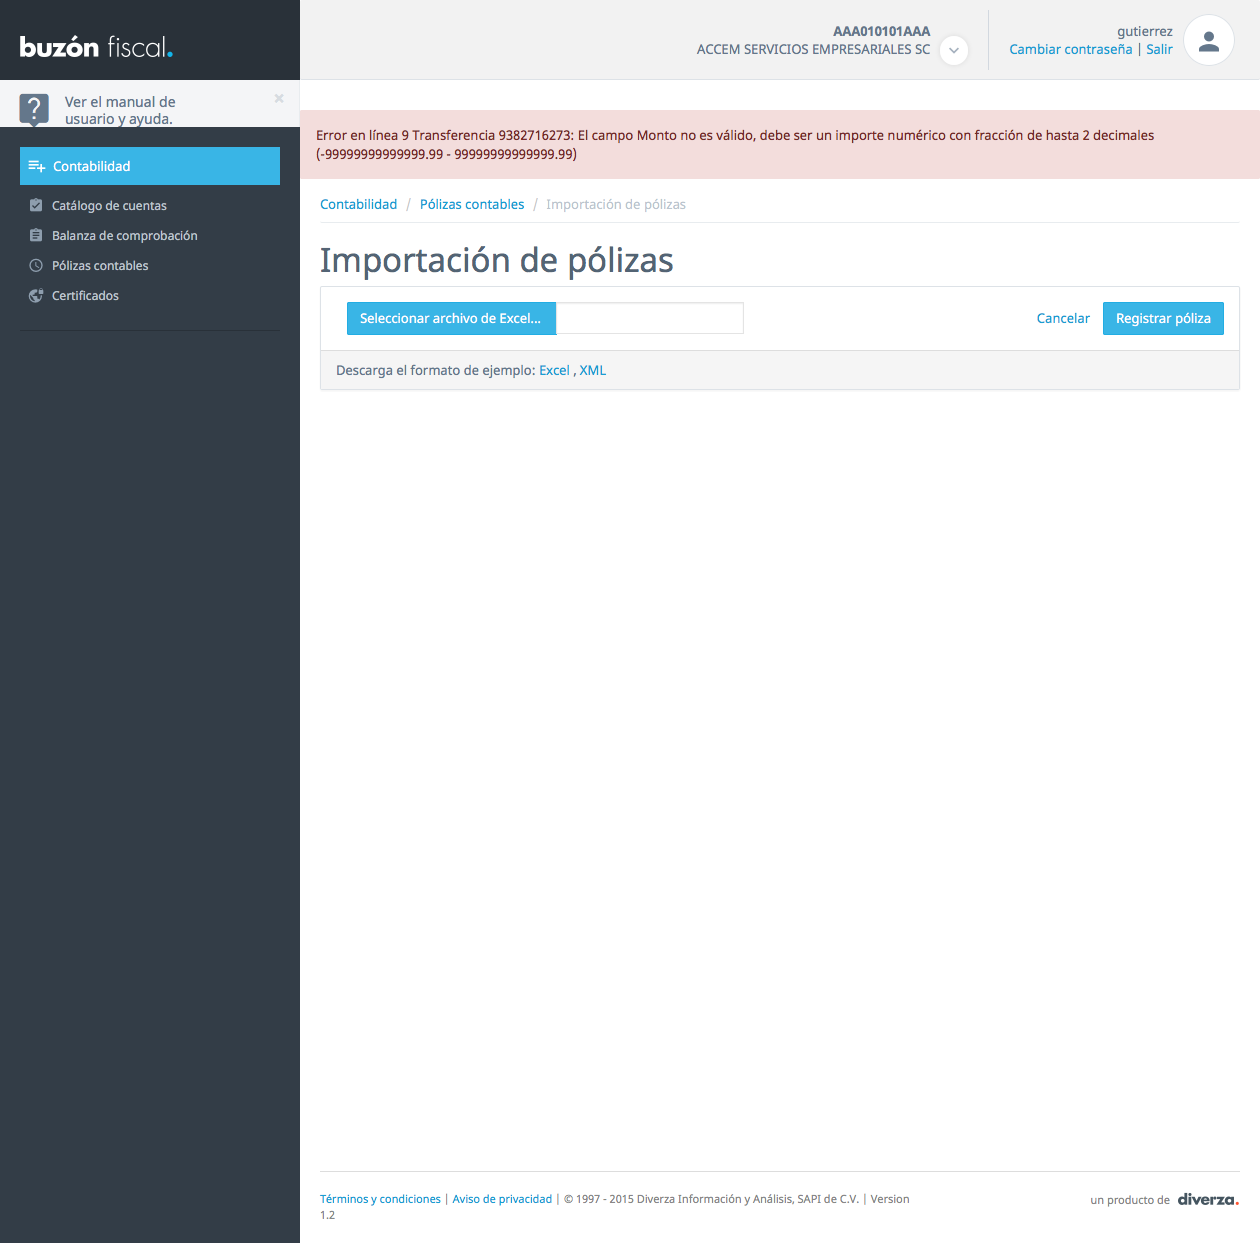 buzón fiscal.
AAA010101AAA
ACCEM SERVICIOS EMPRESARIALES SC
gutierrez
Cambiar contraseña | Salir
?
Ver el manual de
usuario y ayuda.
×
Contabilidad
Catálogo de cuentas
Balanza de comprobación
Pólizas contables
Certificados
Error en línea 9 Transferencia 9382716273: El campo Monto no es válido, debe ser un importe numérico con fracción de hasta 2 decimales
(-99999999999999.99 - 99999999999999.99)
Contabilidad / Pólizas contables / Importación de pólizas
Importación de pólizas
Seleccionar archivo de Excel...
Cancelar
Registrar póliza
Descarga el formato de ejemplo: Excel , XML
Términos y condiciones | Aviso de privacidad | © 1997 - 2015 Diverza Información y Análisis, SAPI de C.V. | Version
1.2
un producto de diverza.